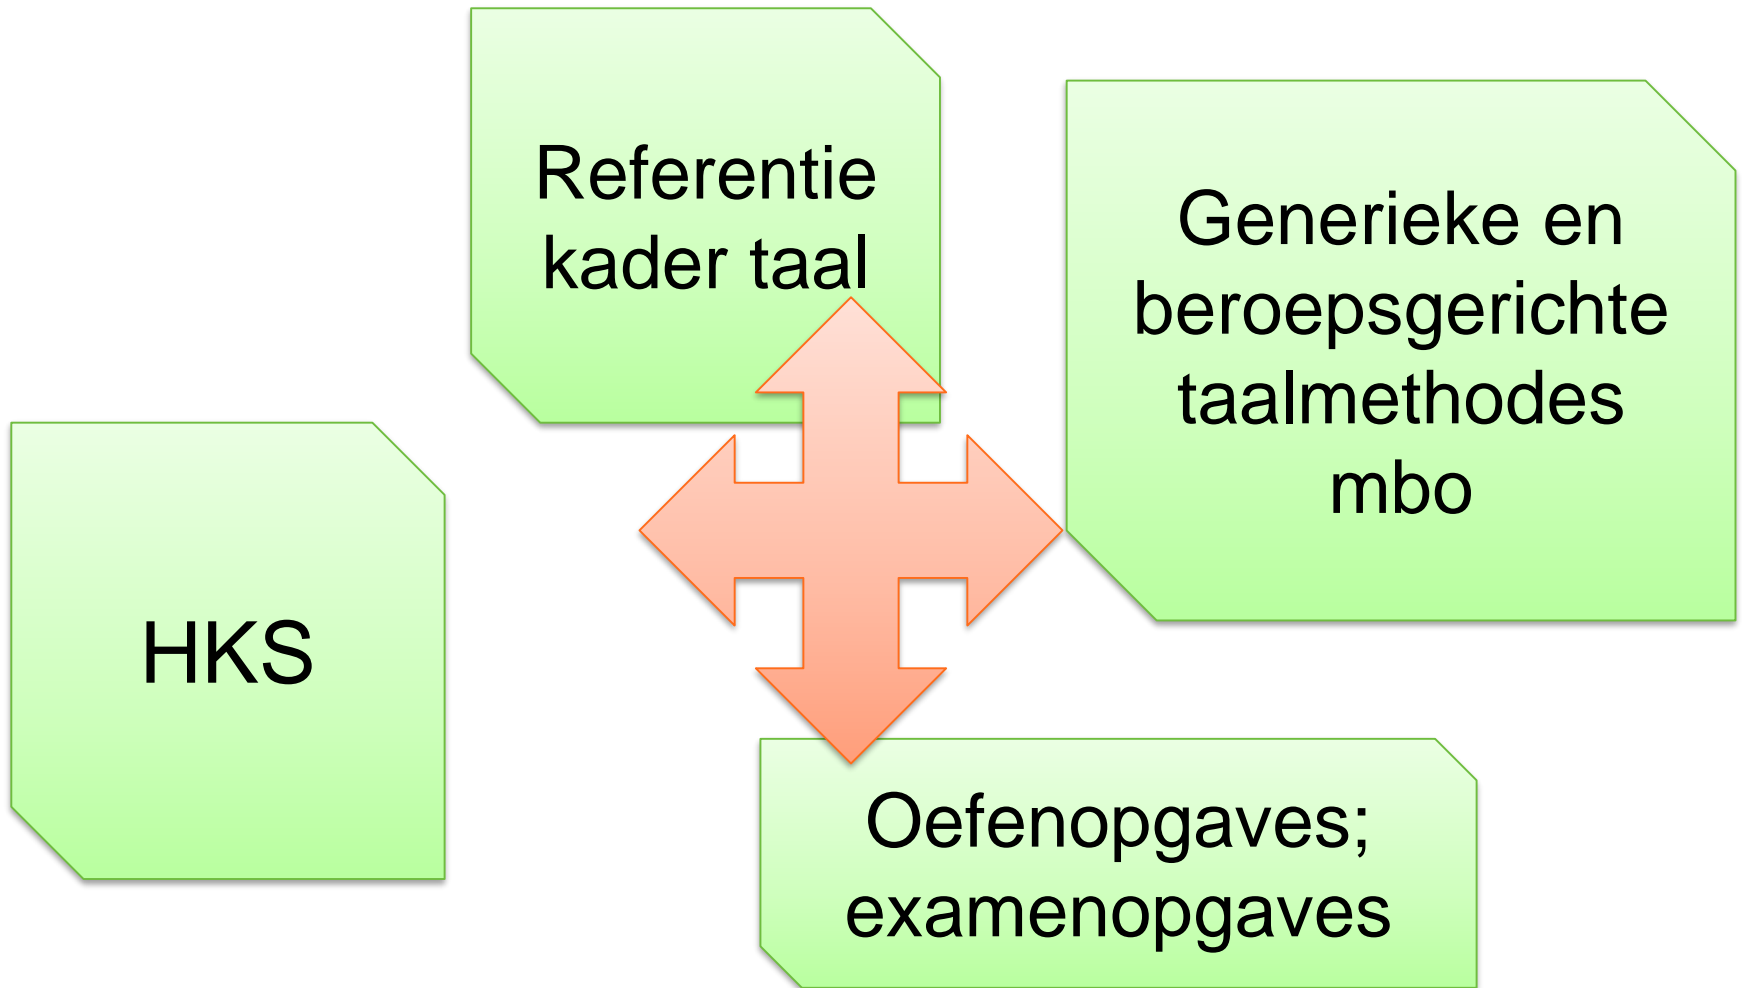 Referentie
kader taal
Generieke en
beroepsgerichte
taalmethodes
mbo
HKS
Oefenopgaves;
examenopgaves